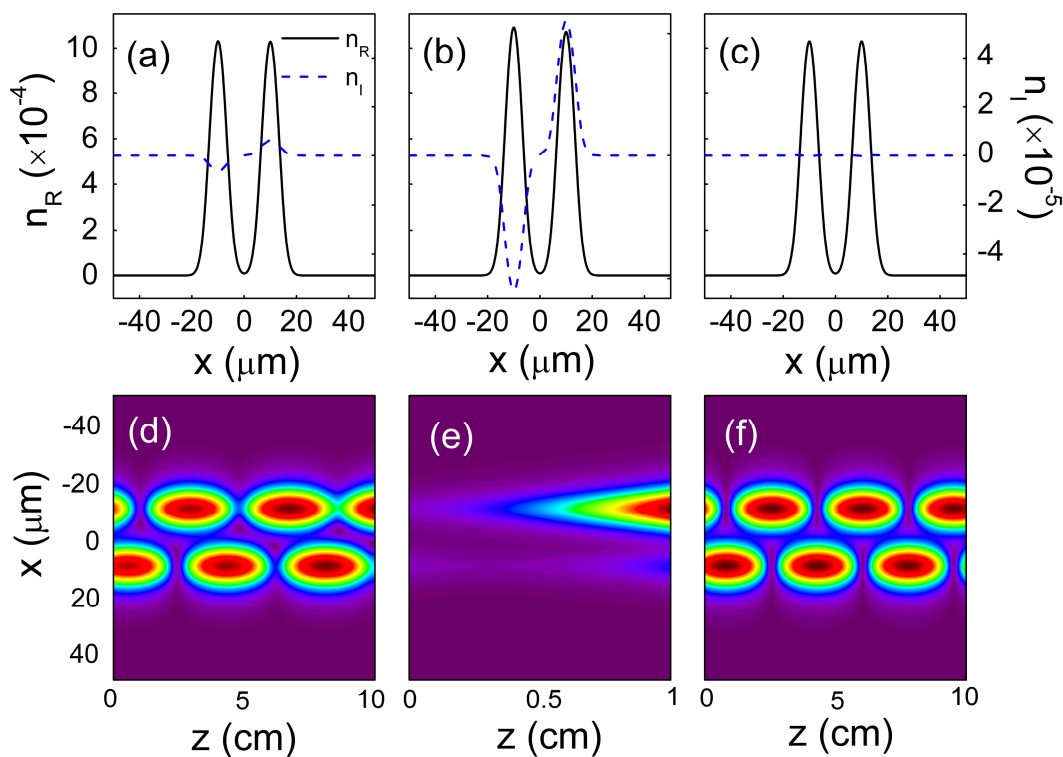 (a)
n_R
n_I
(b)
(c)
10
8
6
4
2
0
n_R (×10^-4)
4
2
0
-2
-4
n_I (×10^-5)
-40 -20 0 20 40
-40 -20 0 20 40
-40 -20 0 20 40
x (μm)
x (μm)
x (μm)
(d)
(e)
(f)
-40
-20
0
20
40
x (μm)
0 5 10
0 0.5 1
0 5 10
z (cm)
z (cm)
z (cm)